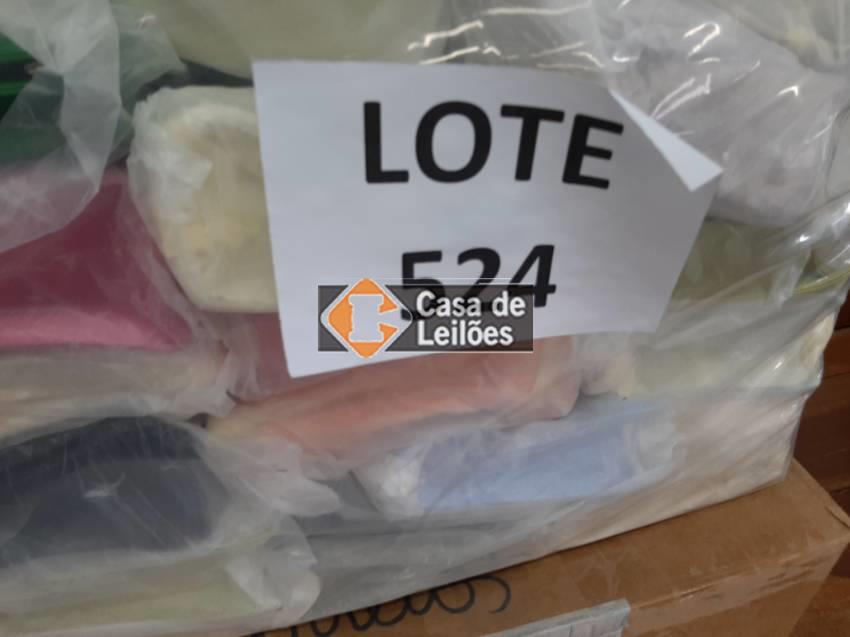 LOTE
524
Casa de
Leilões